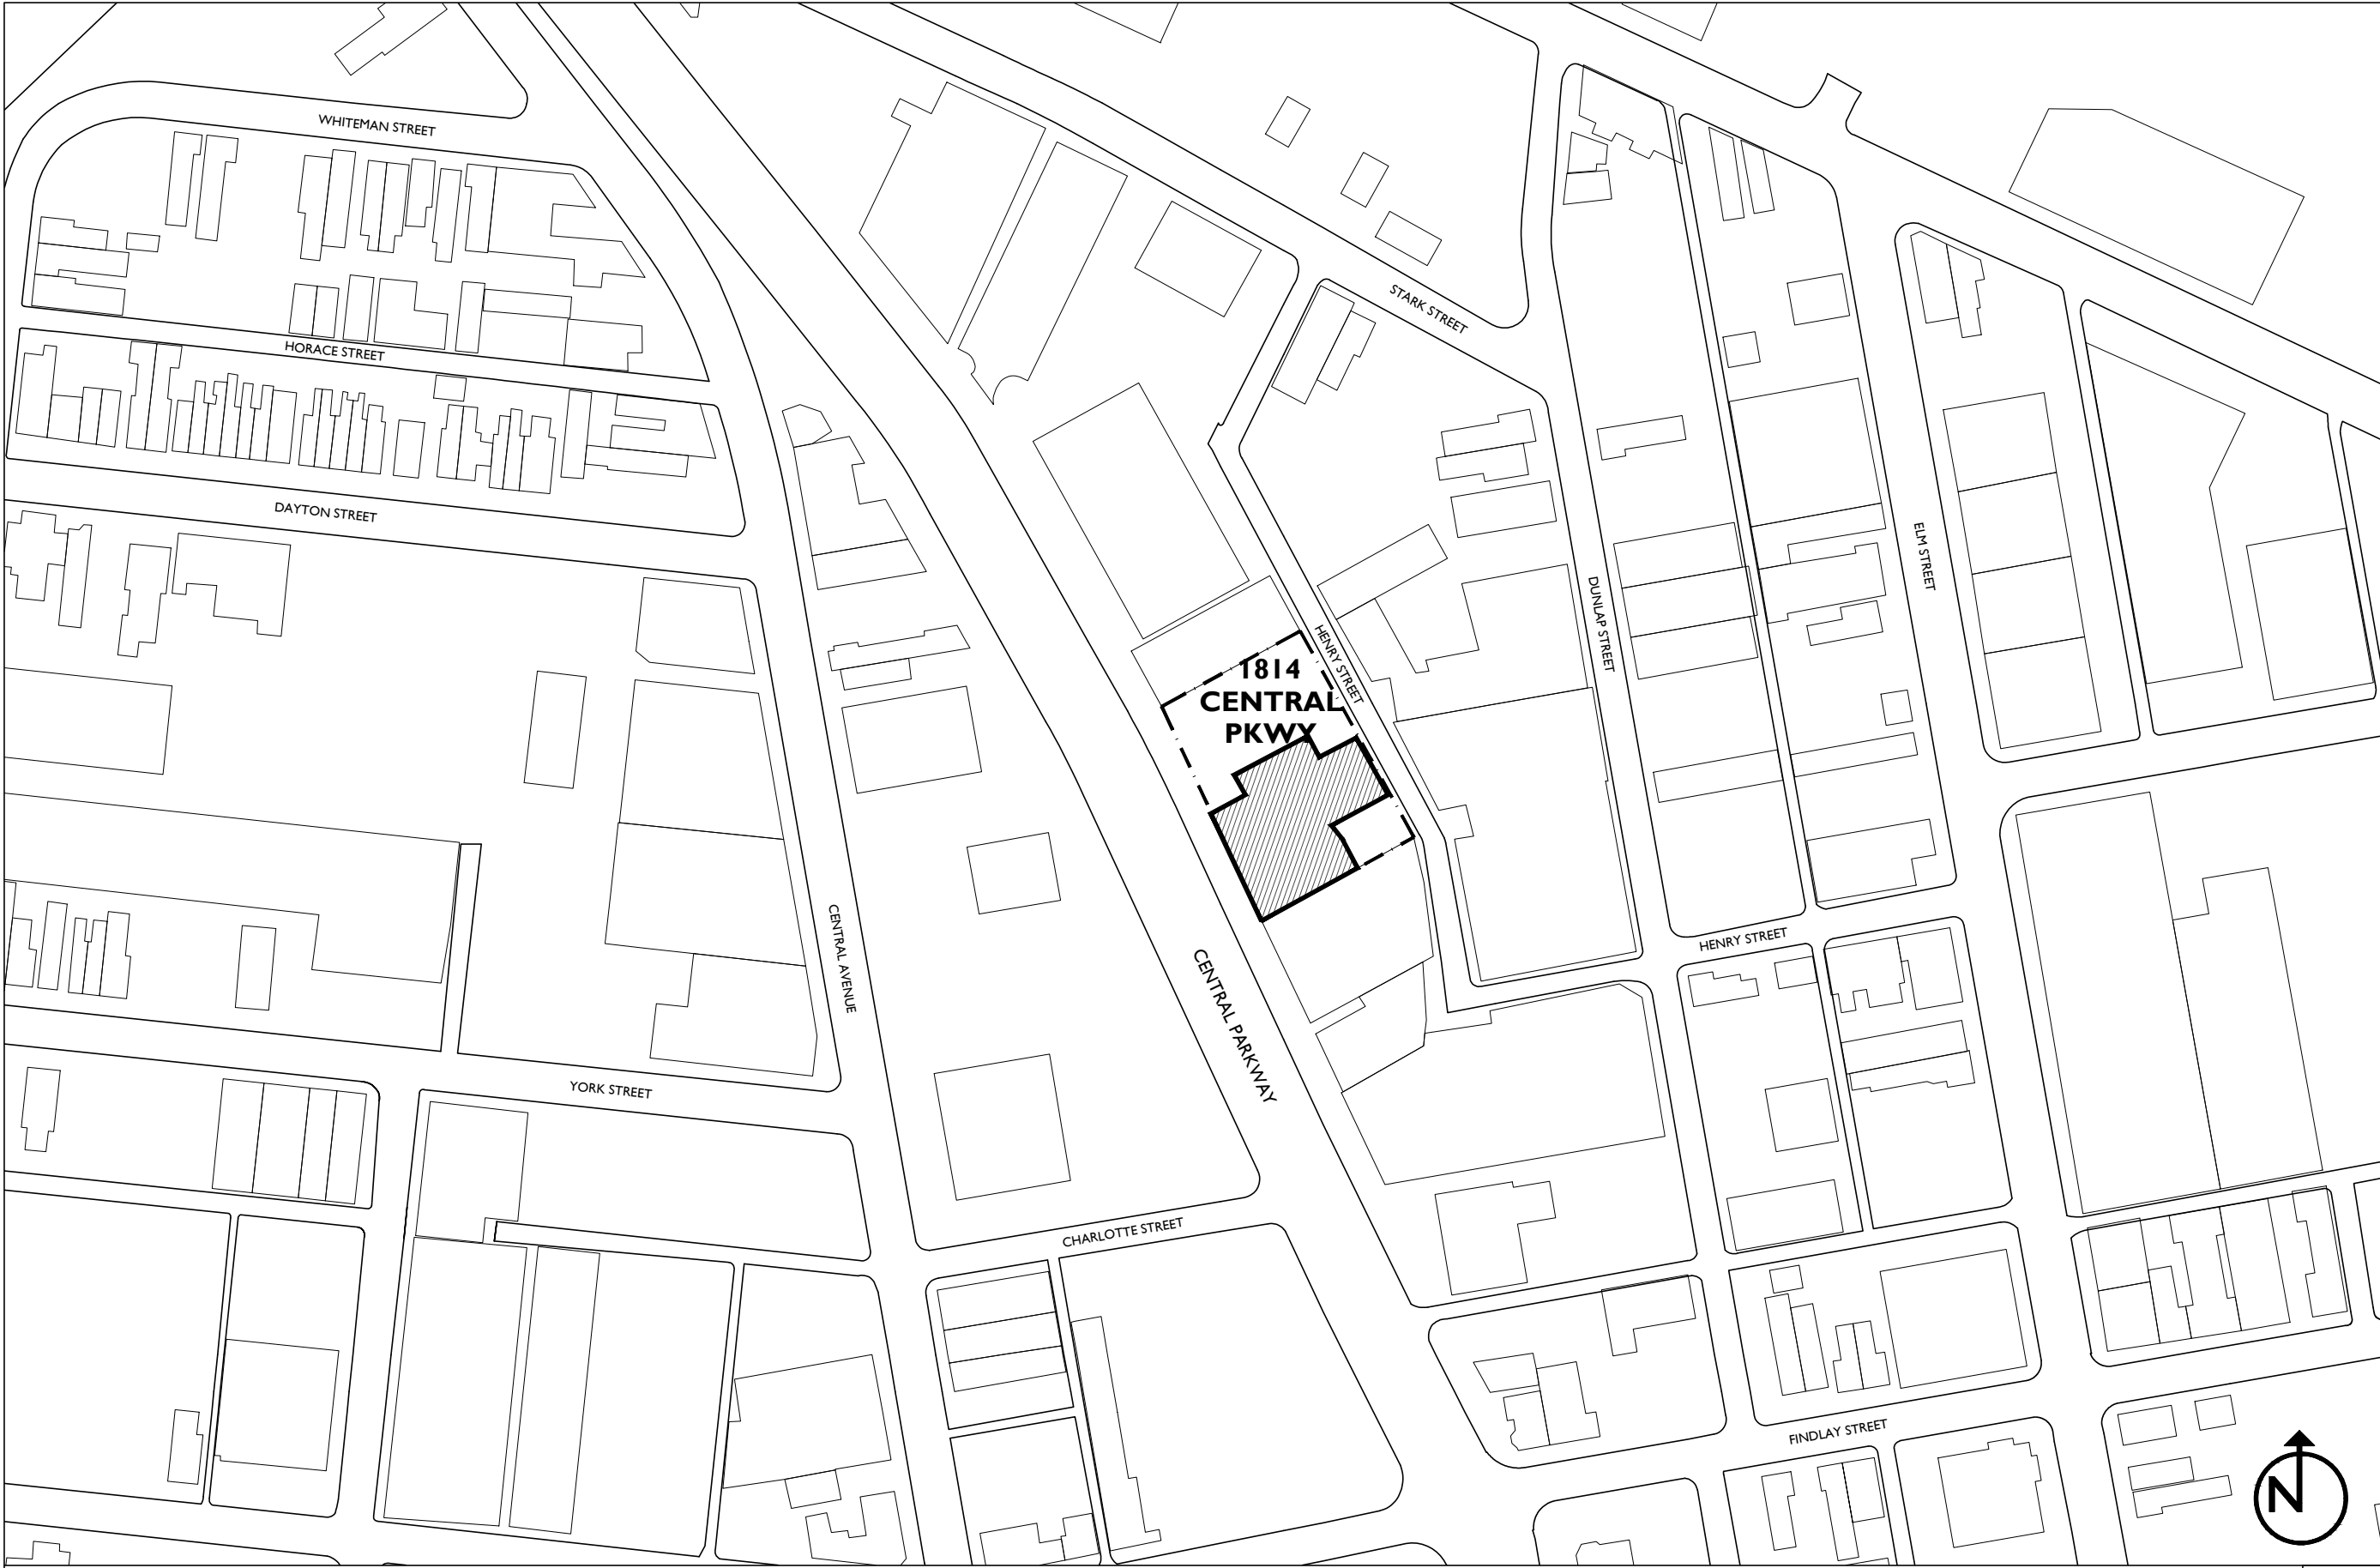 WHITEMAN STREET
STARK STREET
HORACE STREET
DAYTON STREET
ELM STREET
DUNLAP STREET
HENRY STREET
1814
CENTRAL
PKWY
CENTRAL AVENUE
HENRY STREET
CENTRAL PARKWAY
YORK STREET
CHARLOTTE STREET
FINDLAY STREET
N